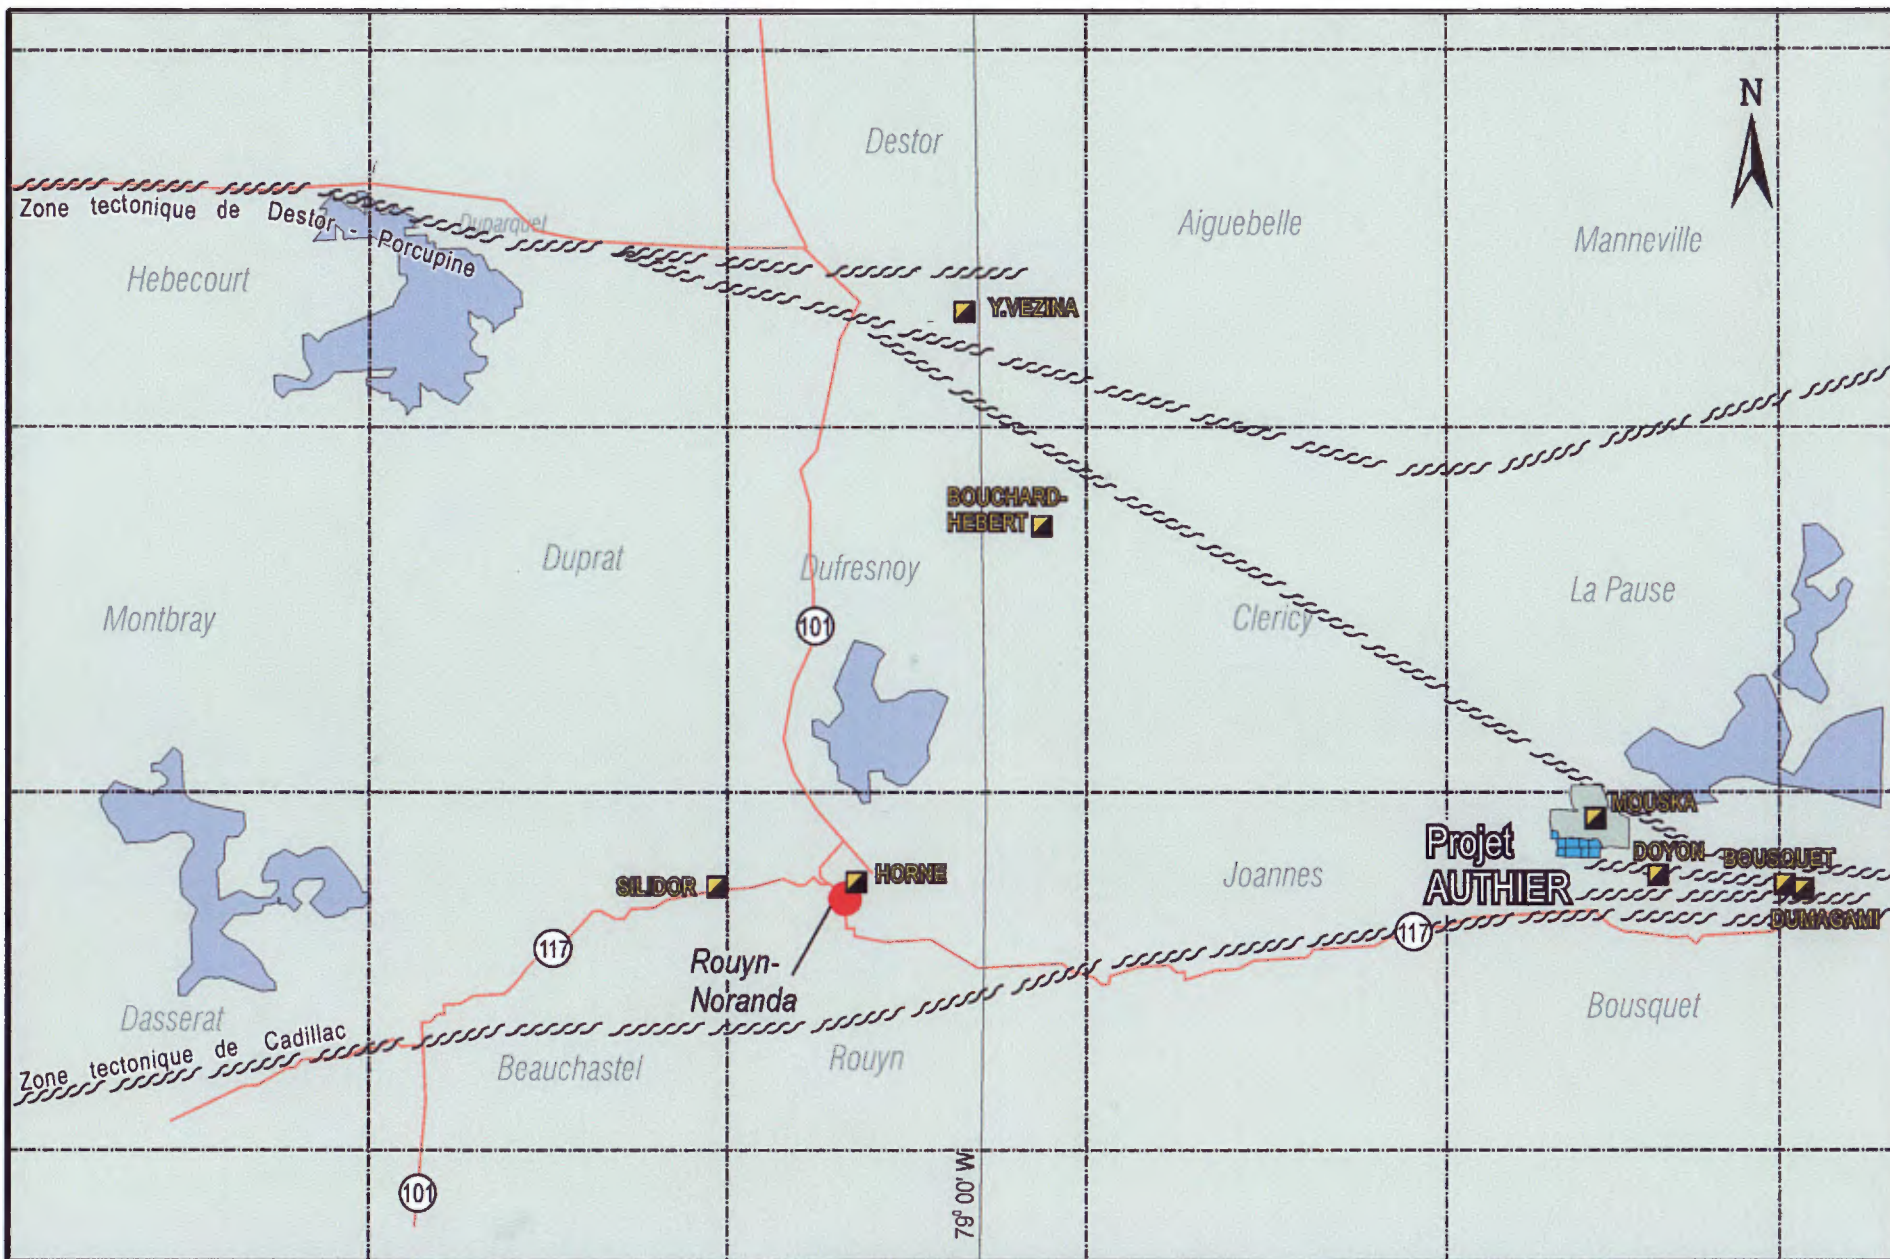 N
Destor
Aiguebelle
Manneville
Zone tectonique de Destor - Porcupine
Duparquet
Hebecourt
Y.VEZINA
BOUCHARD-
HEBERT
Duprat
Dufresnoy
La Pause
Montbray
Clericy
101
MOUSKA
Projet
AUTHIER
DOYON
BOUSQUET
SILIDOR
HORNE
Joannes
DUMAGAMI
117
117
Rouyn-
Noranda
Dasserat
Bousquet
Zone tectonique de Cadillac
Beauchastel
Rouyn
101
79° 00' W